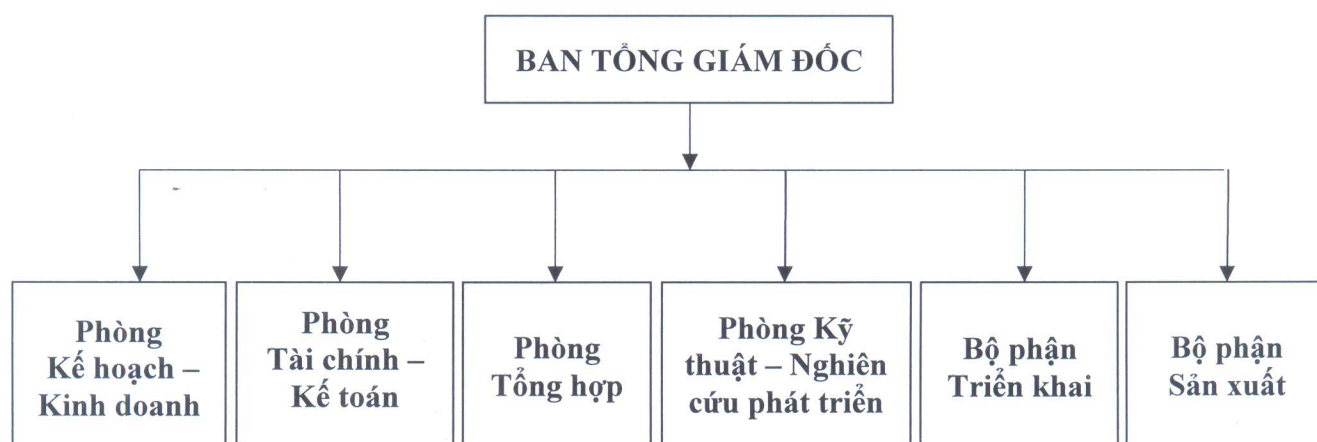 BAN TỔNG GIÁM ĐỐC
Phòng
Kế hoạch –
Kinh doanh
Phòng
Tài chính –
Kế toán
Phòng
Tổng hợp
Phòng Kỹ
thuật – Nghiên
cứu phát triển
Bộ phận
Triển khai
Bộ phận
Sản xuất